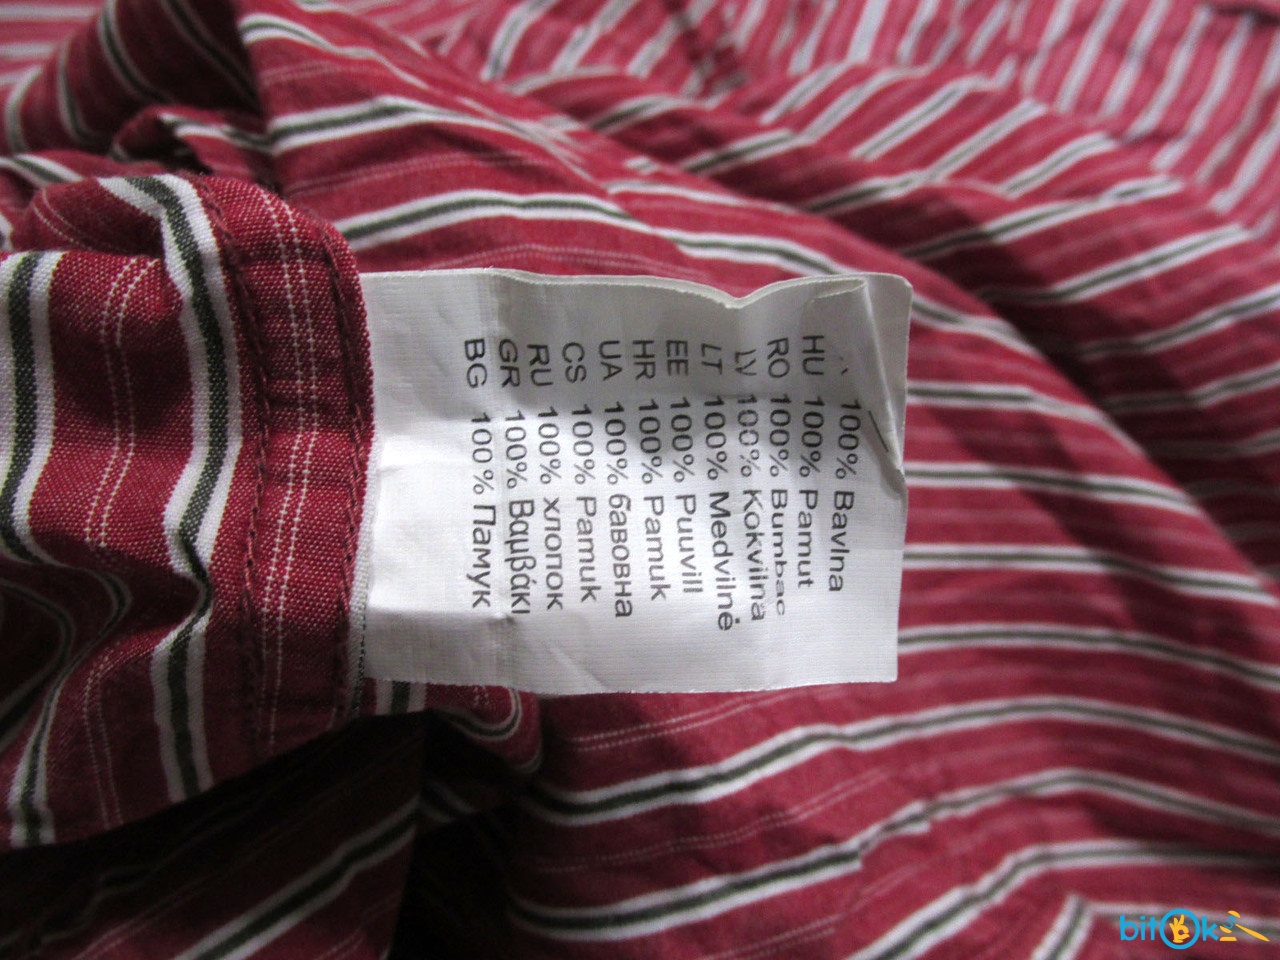 100% Bavlna
HU 100% Pamut
RO 100% Bumbac
LV 100% Kokvilna
LT 100% Medvilnė
EE 100% Puuvill
HR 100% Pamuk
UA 100% бавовна
CS 100% Pamuk
RU 100% хлопок
GR 100% Βαμβάκι
BG 100% Памук
bitOk